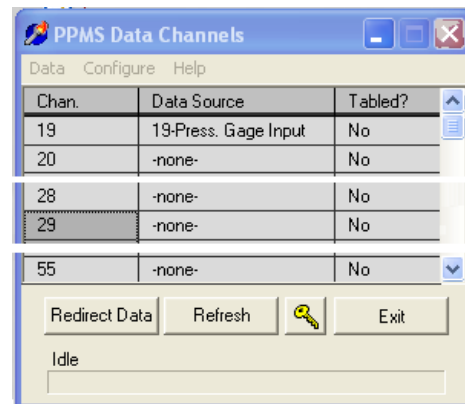 PPMS Data Channels
Data Configure Help
Chan. Data Source Tabled?
19 19-Press. Gage Input No
20 -none- No
28 -none- No
29 -none- No
55 -none- No
Redirect Data Refresh Exit
Idle